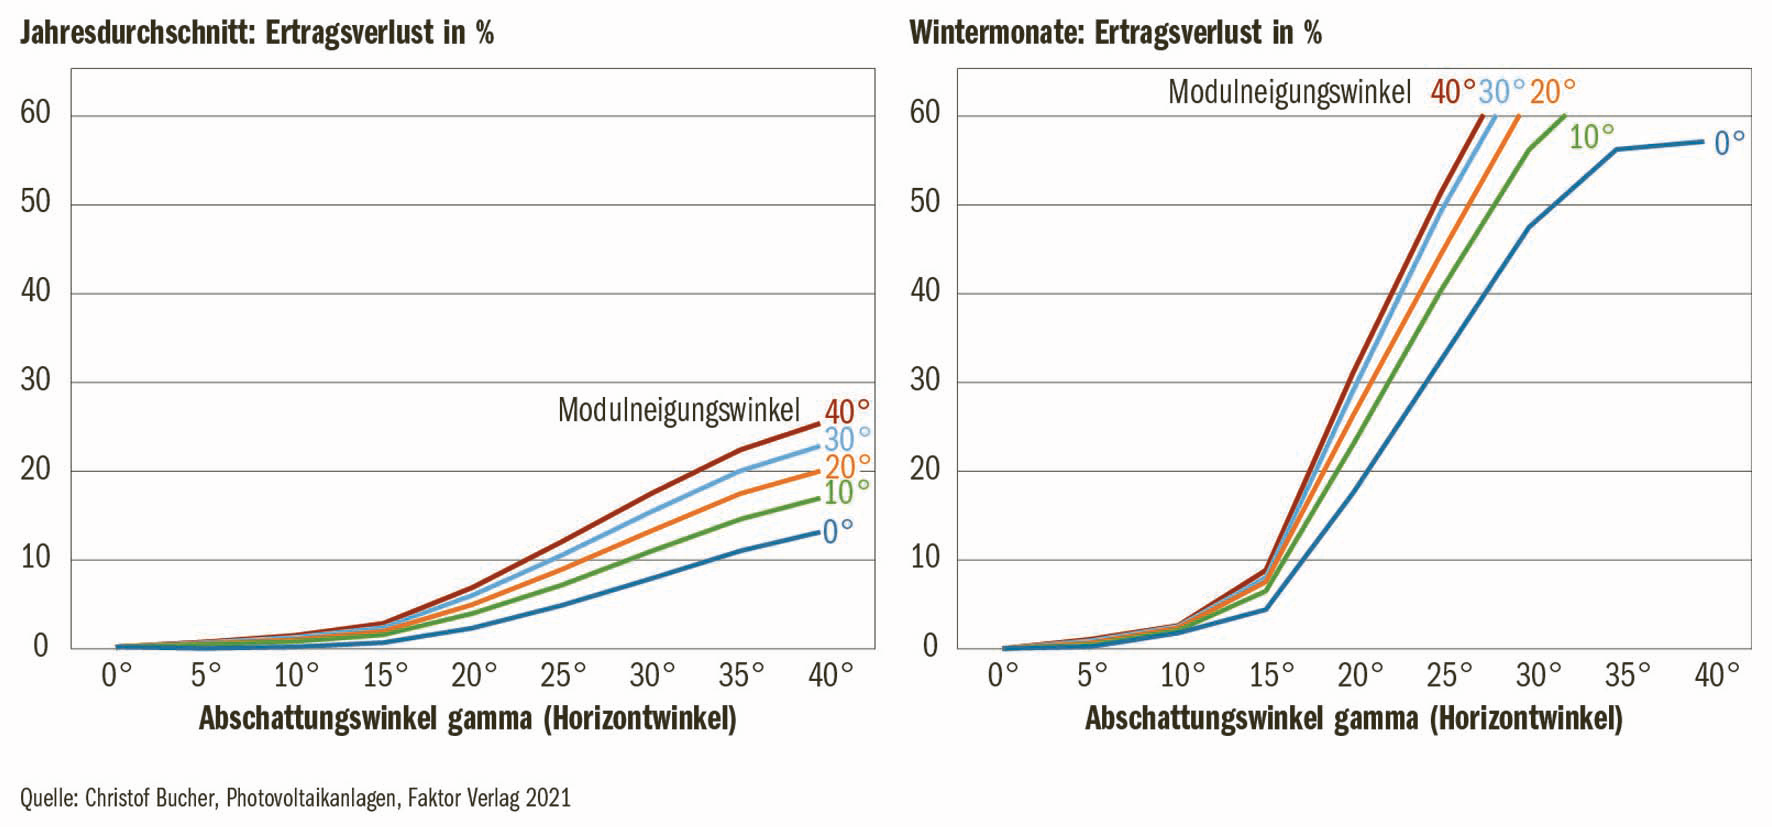 Jahresdurchschnitt: Ertragsverlust in %
60
50
40
30
20
10
0
Modulneigungswinkel 40°
30°
20°
10°
0°
0° 5° 10° 15° 20° 25° 30° 35° 40°
Abschattungswinkel gamma (Horizontwinkel)
Wintermonate: Ertragsverlust in %
Modulneigungswinkel 40° 30° 20°
10°
0°
60
50
40
30
20
10
0
0° 5° 10° 15° 20° 25° 30° 35° 40°
Abschattungswinkel gamma (Horizontwinkel)
Quelle: Christof Bucher, Photovoltaikanlagen, Faktor Verlag 2021